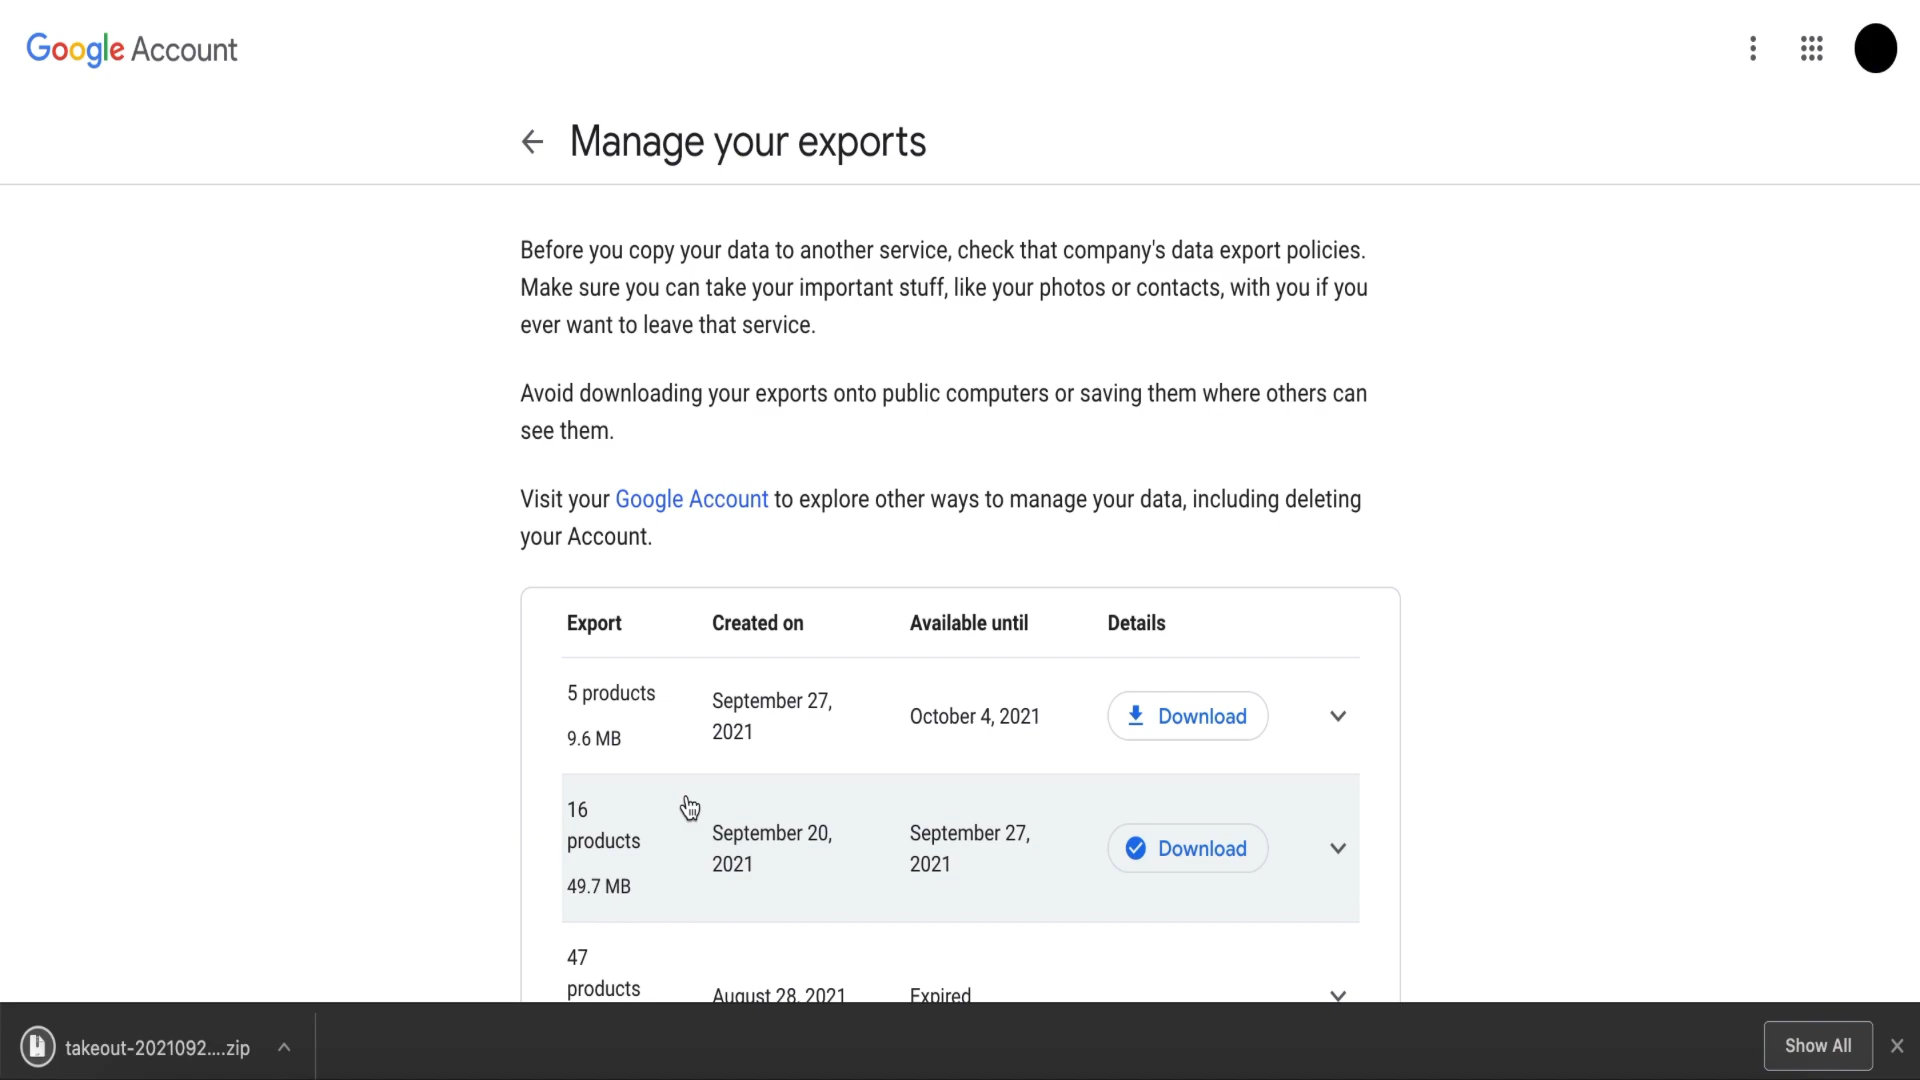 Google Account
Manage your exports
Before you copy your data to another service, check that company's data export policies.
Make sure you can take your important stuff, like your photos or contacts, with you if you
ever want to leave that service.
Avoid downloading your exports onto public computers or saving them where others can
see them.
Visit your Google Account to explore other ways to manage your data, including deleting
your Account.
Export Created on Available until Details
5 products
9.6 MB
September 27,
2021
October 4, 2021
Download
16
products
49.7 MB
September 20,
2021
September 27,
2021
Download
47
products
August 28, 2021
Expired
takeout-2021092....zip
Show All